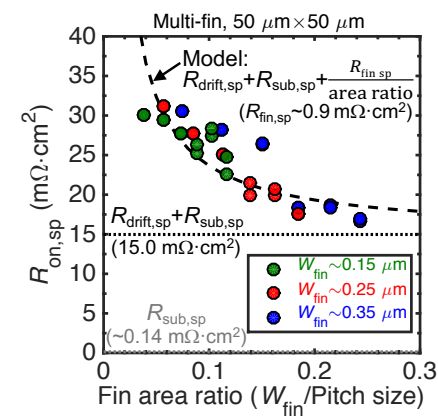 Multi-fin, 50 μm×50 μm
40
35
30
25
20
15
10
5
0
R_on,sp (mΩ·cm²)
Model:
R_drift,sp+R_sub,sp+R_fin sp/area ratio
(R_fin,sp~0.9 mΩ·cm²)
R_drift,sp+R_sub,sp
(15.0 mΩ·cm²)
R_sub,sp
(~0.14 mΩ·cm²)
W_fin~0.15 μm
W_fin~0.25 μm
W_fin~0.35 μm
0 0.1 0.2 0.3
Fin area ratio (W_fin/Pitch size)